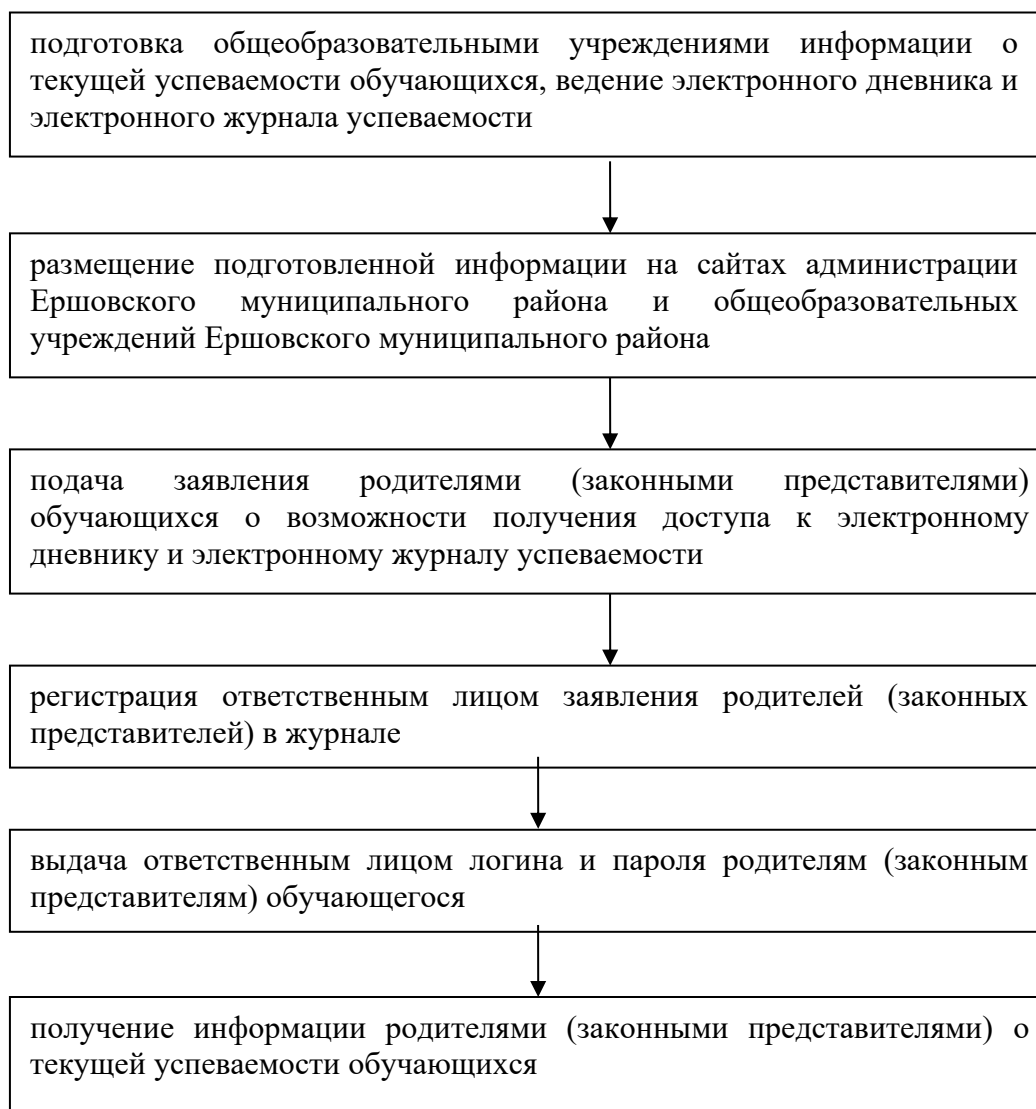 подготовка общеобразовательными учреждениями информации о
текущей успеваемости обучающихся, ведение электронного дневника и
электронного журнала успеваемости
размещение подготовленной информации на сайтах администрации
Ершовского муниципального района и общеобразовательных
учреждений Ершовского муниципального района
подача заявления родителями (законными представителями)
обучающихся о возможности получения доступа к электронному
дневнику и электронному журналу успеваемости
регистрация ответственным лицом заявления родителей (законных
представителей) в журнале
выдача ответственным лицом логина и пароля родителям (законным
представителям) обучающегося
получение информации родителями (законными представителями) о
текущей успеваемости обучающихся